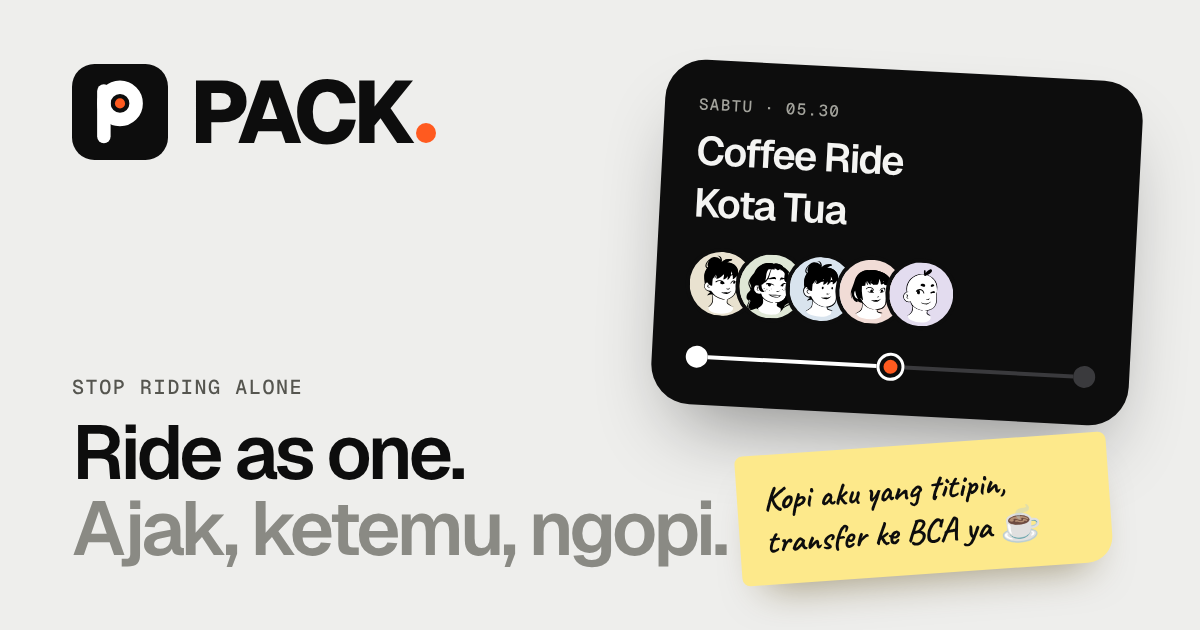 PACK.
SABTU · 05.30
Coffee Ride
Kota Tua
STOP RIDING ALONE
Ride as one.
Ajak, ketemu, ngopi.
Kopi aku yang titipin,
transfer ke BCA ya ☕